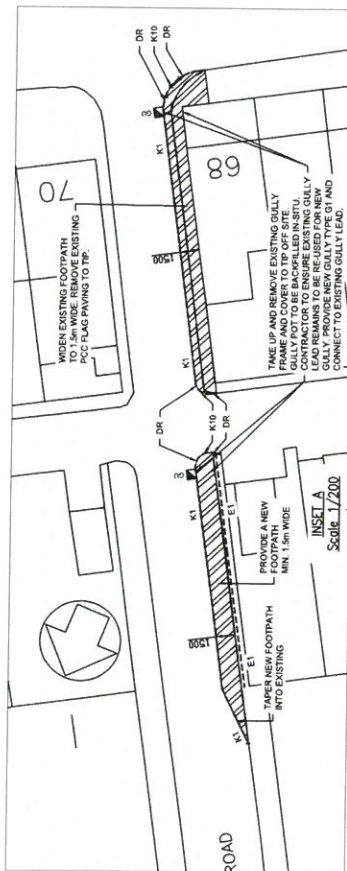 DR
K10
DR
G1
K1
70
WIDEN EXISTING FOOTPATH
TO 1.5m WIDE. REMOVE EXISTING
PCC FLAG PAVING TO TIP.
1500
89
K1
TAKE UP AND REMOVE EXISTING GULLY
FRAME AND COVER TO TIP OFF SITE.
GULLY POT TO BE BACKFILLED IN-SITU.
CONTRACTOR TO ENSURE EXISTING GULLY
LEAD REMAINS TO BE RE-USED FOR NEW
GULLY. PROVIDE NEW GULLY TYPE G1 AND
CONNECT TO EXISTING GULLY LEAD.
DR
K10
DR
K1
E1
PROVIDE A NEW
FOOTPATH
MIN. 1.5m WIDE
1500
E1
K1
TAPER NEW FOOTPATH
INTO EXISTING
INSET A
Scale 1/200
ROAD